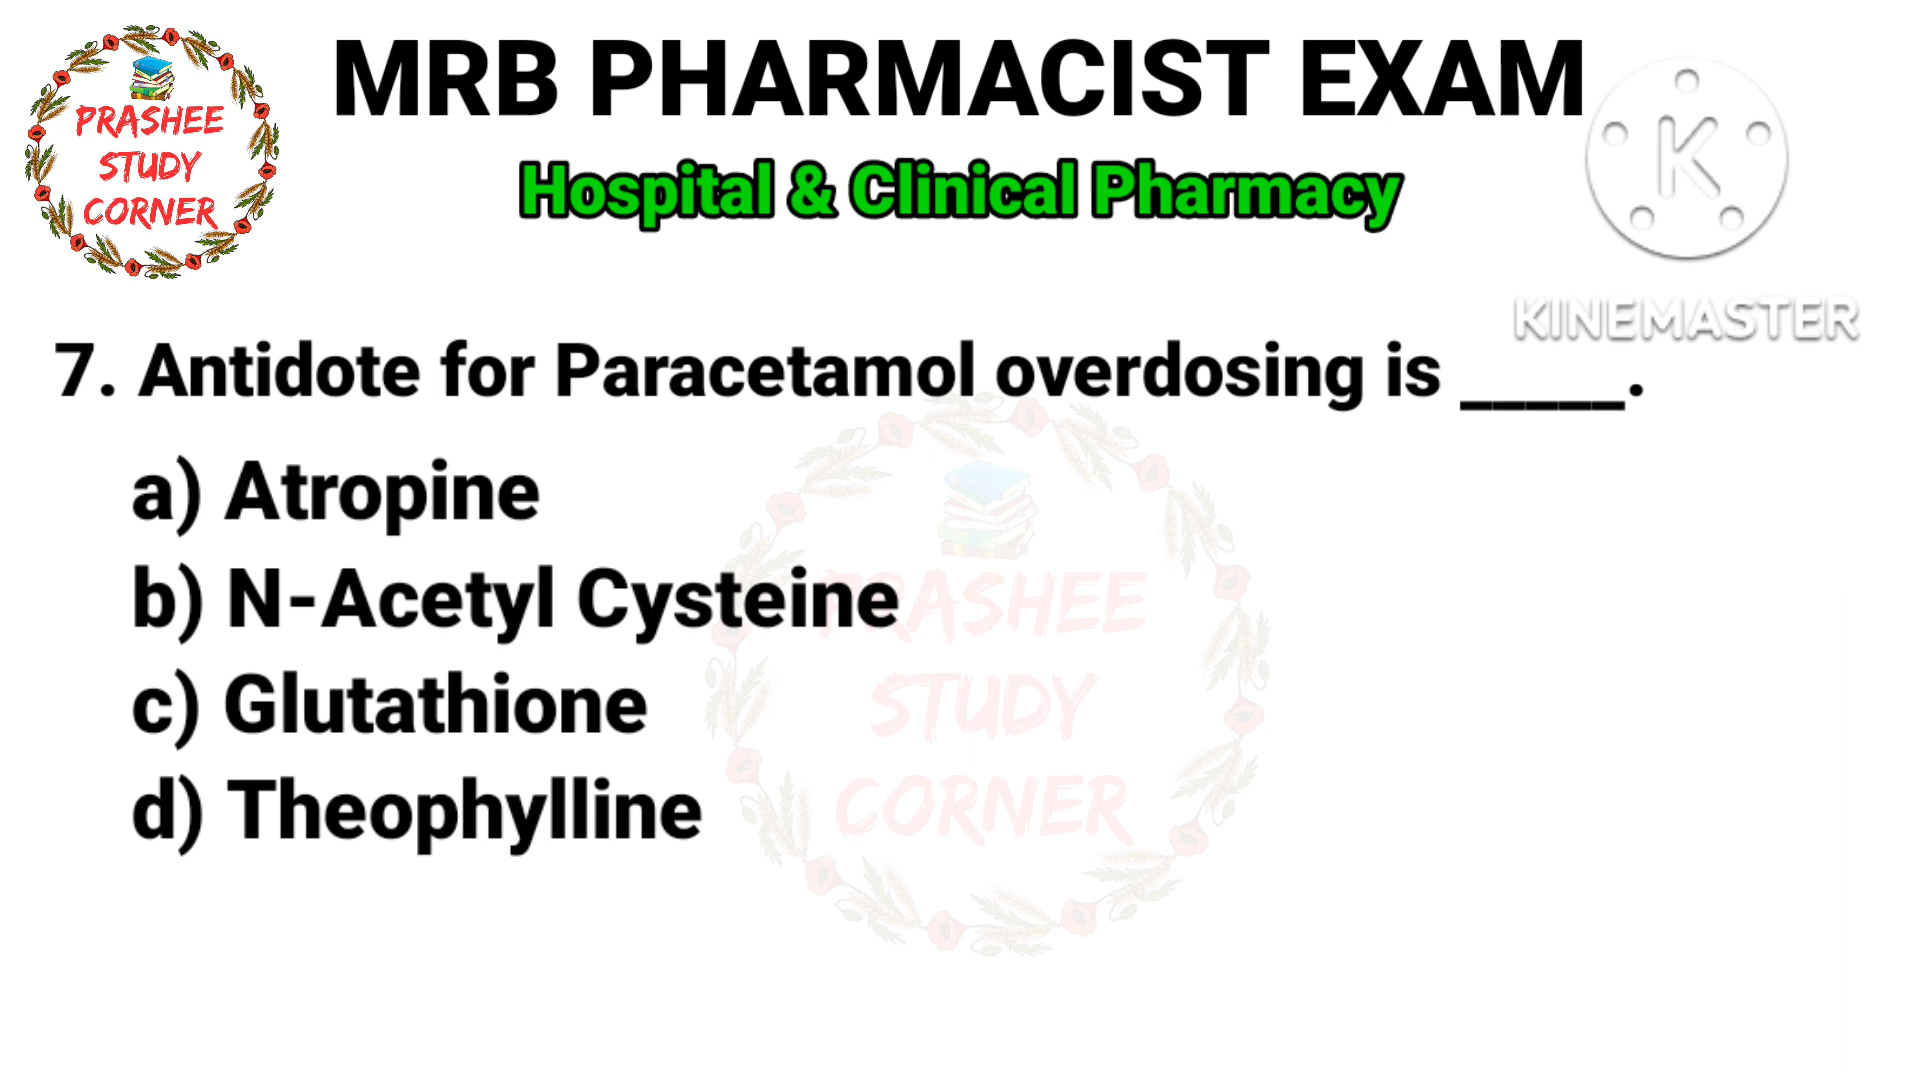 PRASHEE
STUDY
CORNER
MRB PHARMACIST EXAM
Hospital & Clinical Pharmacy
K
KINEMASTER
7. Antidote for Paracetamol overdosing is _____.
a) Atropine
b) N-Acetyl Cysteine
c) Glutathione
d) Theophylline
PRASHEE
STUDY
CORNER